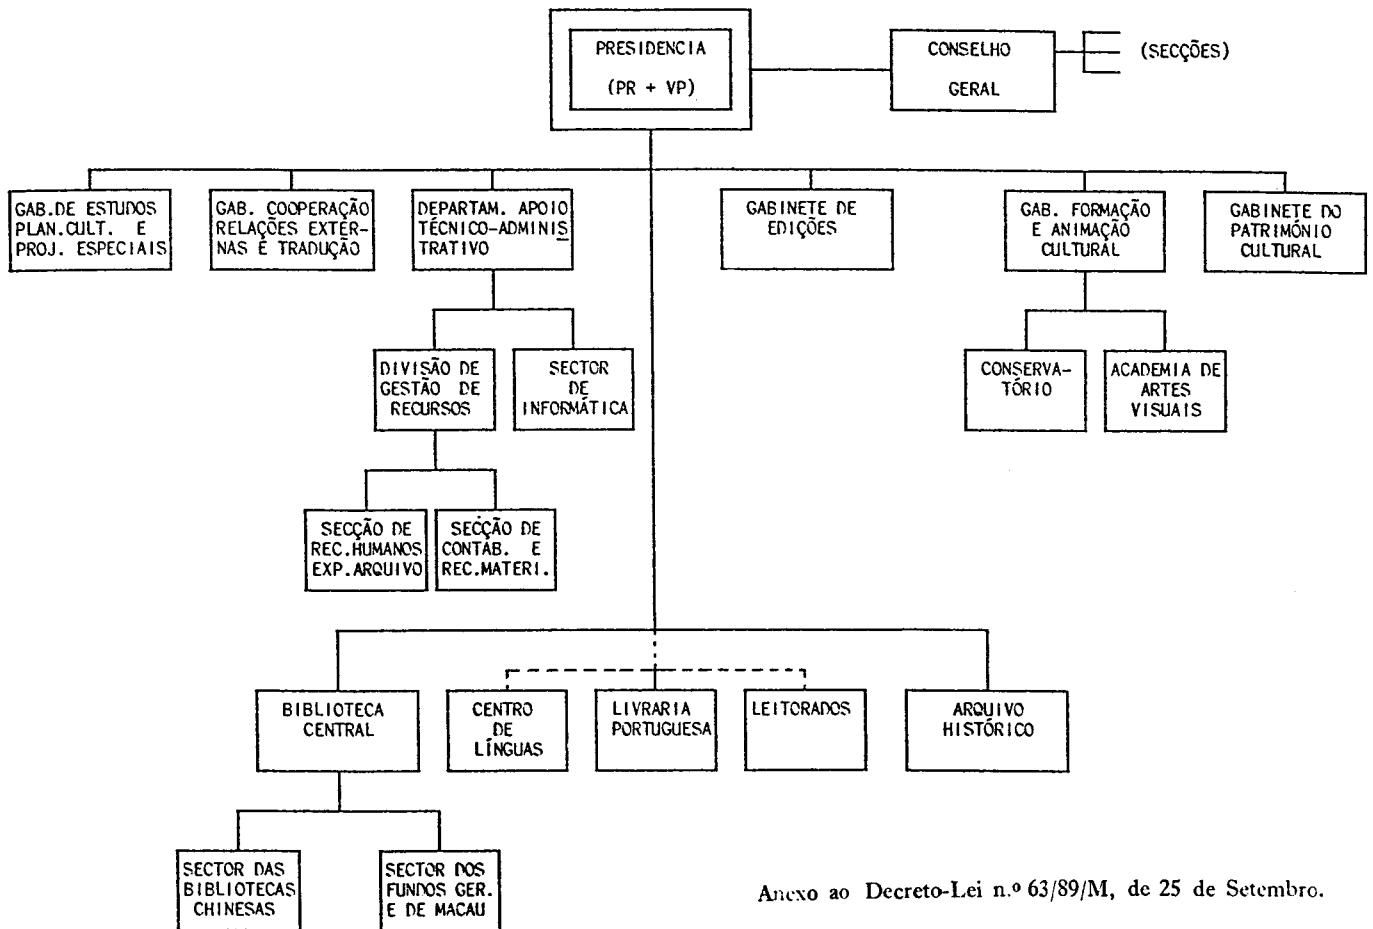 PRESIDENCIA
(PR + VP)
CONSELHO
GERAL
(SECÇÕES)
GAB.DE ESTUDOS
PLAN.CULT. E
PROJ. ESPECIAIS
GAB. COOPERAÇÃO
RELAÇÕES EXTER-
NAS E TRADUÇÃO
DEPARTAM. APOIO
TÉCNICO-ADMINIS
TRATIVO
GABINETE DE
EDIÇÕES
GAB. FORMAÇÃO
E ANIMAÇÃO
CULTURAL
GABINETE DO
PATRIMÓNIO
CULTURAL
DIVISÃO DE
GESTÃO DE
RECURSOS
SECTOR
DE
INFORMÁTICA
CONSERVA-
TÓRIO
ACADEMIA DE
ARTES
VISUAIS
SECÇÃO DE
REC.HUMANOS
EXP.ARQUIVO
SECÇÃO DE
CONTAB. E
REC.MATERI.
BIBLIOTECA
CENTRAL
CENTRO
DE
LÍNGUAS
LIVRARIA
PORTUGUESA
LEITORADOS
ARQUIVO
HISTÓRICO
SECTOR DAS
BIBLIOTECAS
CHINESAS
SECTOR DOS
FUNDOS GER.
E DE MACAU
Anexo ao Decreto-Lei n.º 63/89/M, de 25 de Setembro.